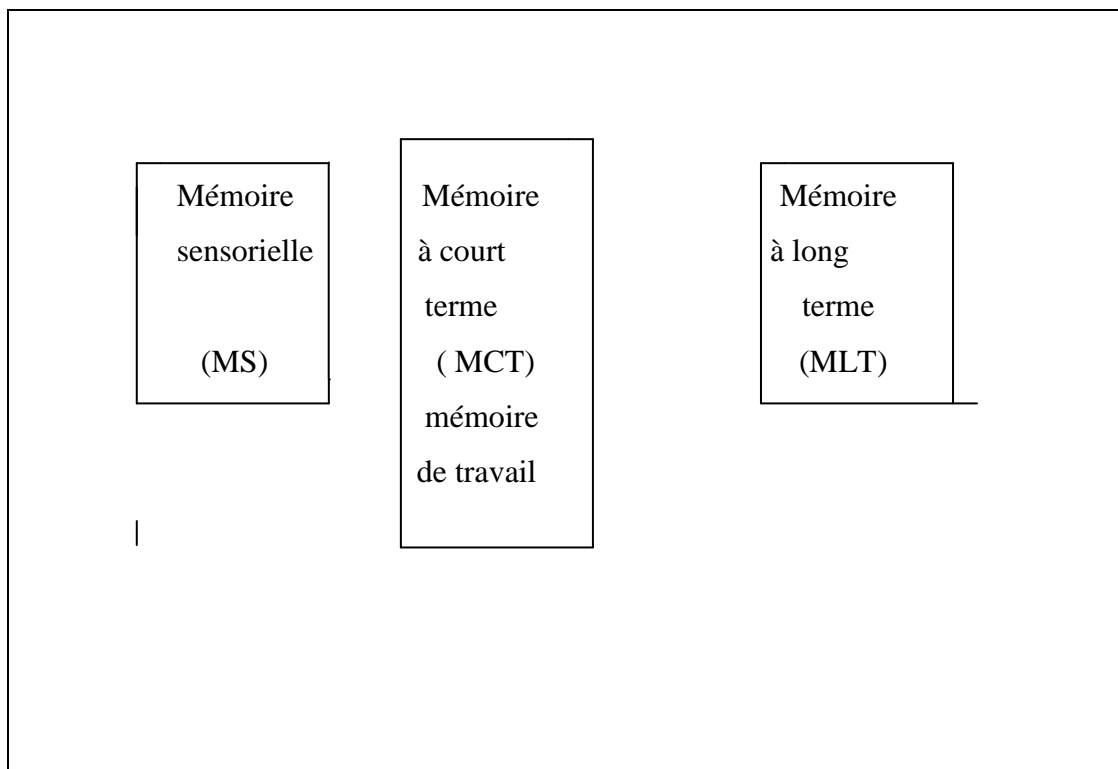 Mémoire
sensorielle
(MS)
Mémoire
à court
terme
( MCT)
mémoire
de travail
Mémoire
à long
terme
(MLT)